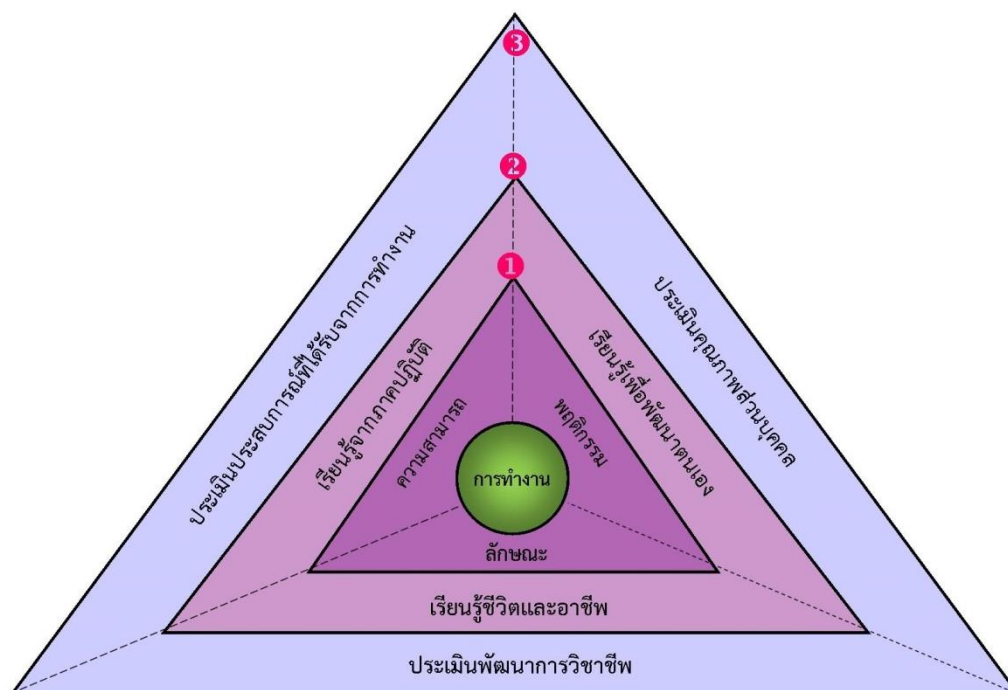 3
2
1
ประเมินประสบการณ์ที่ได้รับจากการทำงาน
ประเมินคุณภาพส่วนบุคคล
เรียนรู้จากภาคปฏิบัติ
เรียนรู้เพื่อพัฒนาตนเอง
ความสามารถ
พฤติกรรม
การทำงาน
ลักษณะ
เรียนรู้ชีวิตและอาชีพ
ประเมินพัฒนาการวิชาชีพ